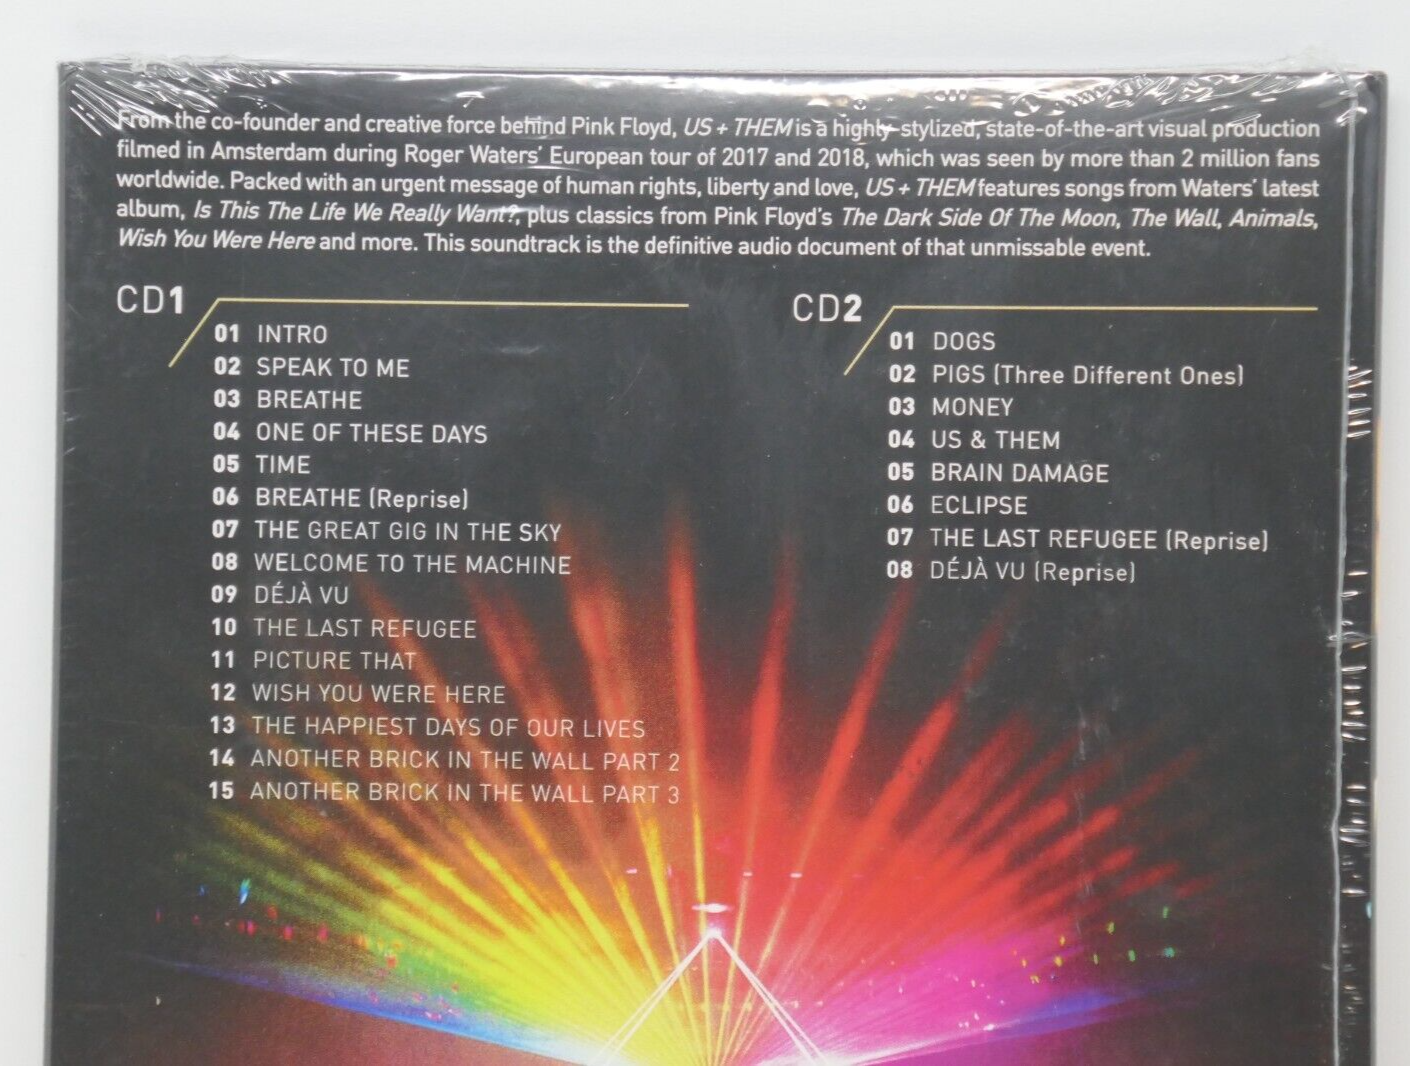 From the co-founder and creative force behind Pink Floyd, US + THEM is a highly-stylized, state-of-the-art visual production
filmed in Amsterdam during Roger Waters' European tour of 2017 and 2018, which was seen by more than 2 million fans
worldwide. Packed with an urgent message of human rights, liberty and love, US + THEM features songs from Waters' latest
album, Is This The Life We Really Want?, plus classics from Pink Floyd's The Dark Side Of The Moon, The Wall, Animals,
Wish You Were Here and more. This soundtrack is the definitive audio document of that unmissable event.
CD1
01 INTRO
02 SPEAK TO ME
03 BREATHE
04 ONE OF THESE DAYS
05 TIME
06 BREATHE (Reprise)
07 THE GREAT GIG IN THE SKY
08 WELCOME TO THE MACHINE
09 DÉJÀ VU
10 THE LAST REFUGEE
11 PICTURE THAT
12 WISH YOU WERE HERE
13 THE HAPPIEST DAYS OF OUR LIVES
14 ANOTHER BRICK IN THE WALL PART 2
15 ANOTHER BRICK IN THE WALL PART 3
CD2
01 DOGS
02 PIGS (Three Different Ones)
03 MONEY
04 US & THEM
05 BRAIN DAMAGE
06 ECLIPSE
07 THE LAST REFUGEE (Reprise)
08 DÉJÀ VU (Reprise)